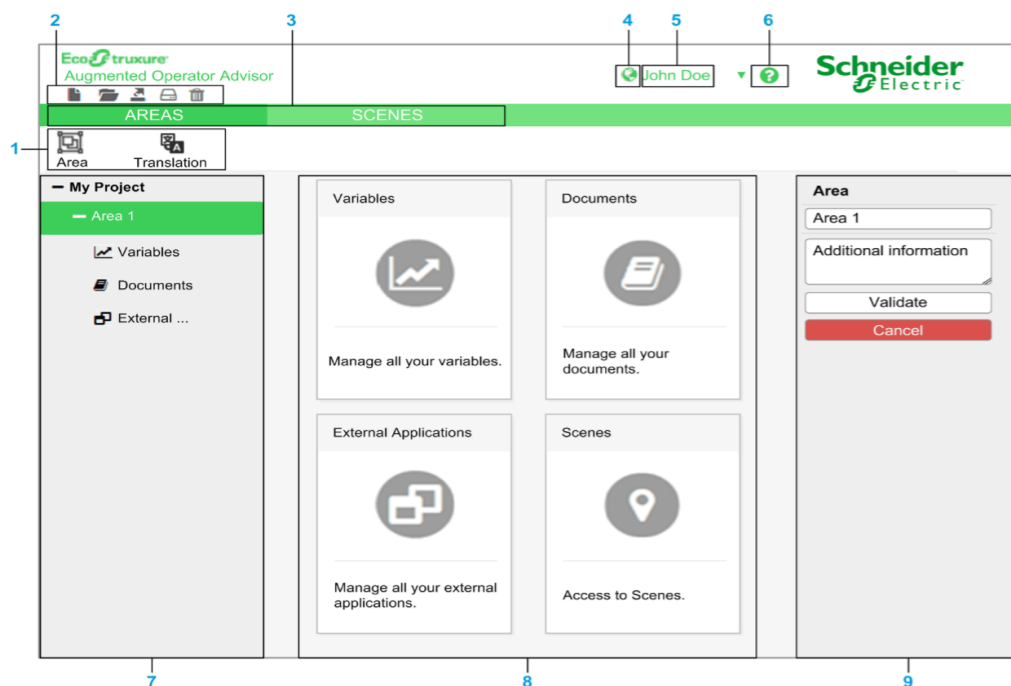 2 3 4 5 6
EcoStruxure
Augmented Operator Advisor
John Doe
?
Schneider
Electric
AREAS SCENES
1
Area Translation
My Project
Area 1
Variables
Documents
External ...
Variables
Manage all your variables.
Documents
Manage all your
documents.
External Applications
Manage all your external
applications.
Scenes
Access to Scenes.
Area
Area 1
Additional information
Validate
Cancel
7 8 9